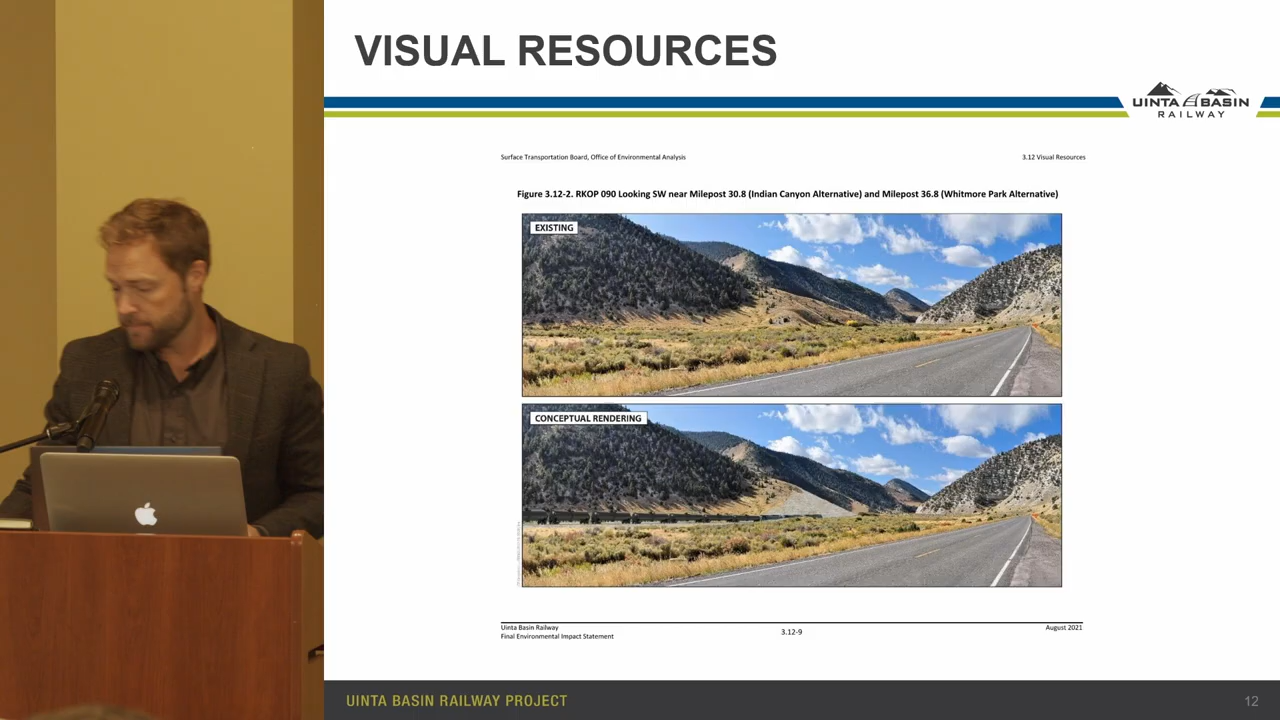 VISUAL RESOURCES
UINTA BASIN
RAILWAY
Surface Transportation Board, Office of Environmental Analysis
3.12 Visual Resources
Figure 3.12-2. RKOP 090 Looking SW near Milepost 30.8 (Indian Canyon Alternative) and Milepost 36.8 (Whitmore Park Alternative)
EXISTING
CONCEPTUAL RENDERING
Uinta Basin Railway
Final Environmental Impact Statement
3.12-9
August 2021
UINTA BASIN RAILWAY PROJECT
12